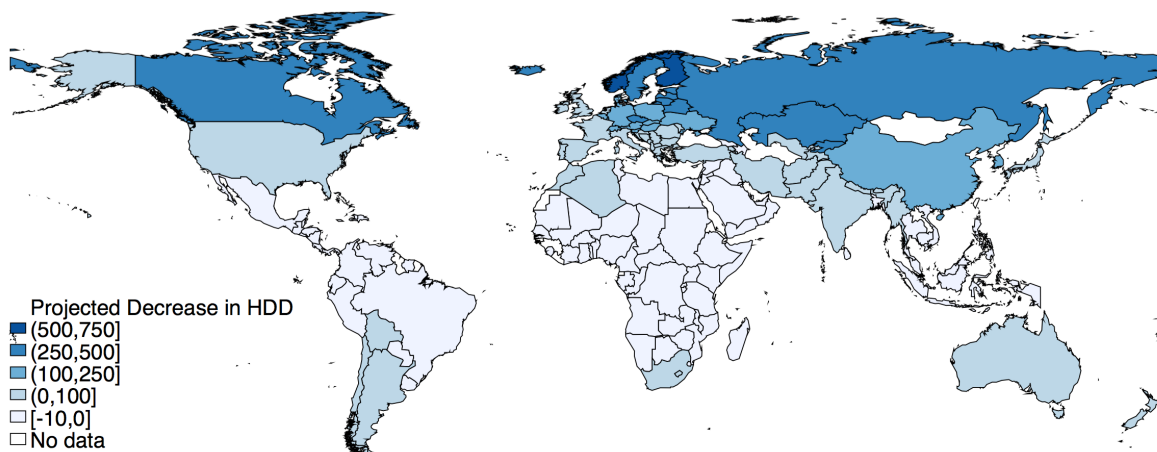 Projected Decrease in HDD
(500,750]
(250,500]
(100,250]
(0,100]
[-10,0]
No data